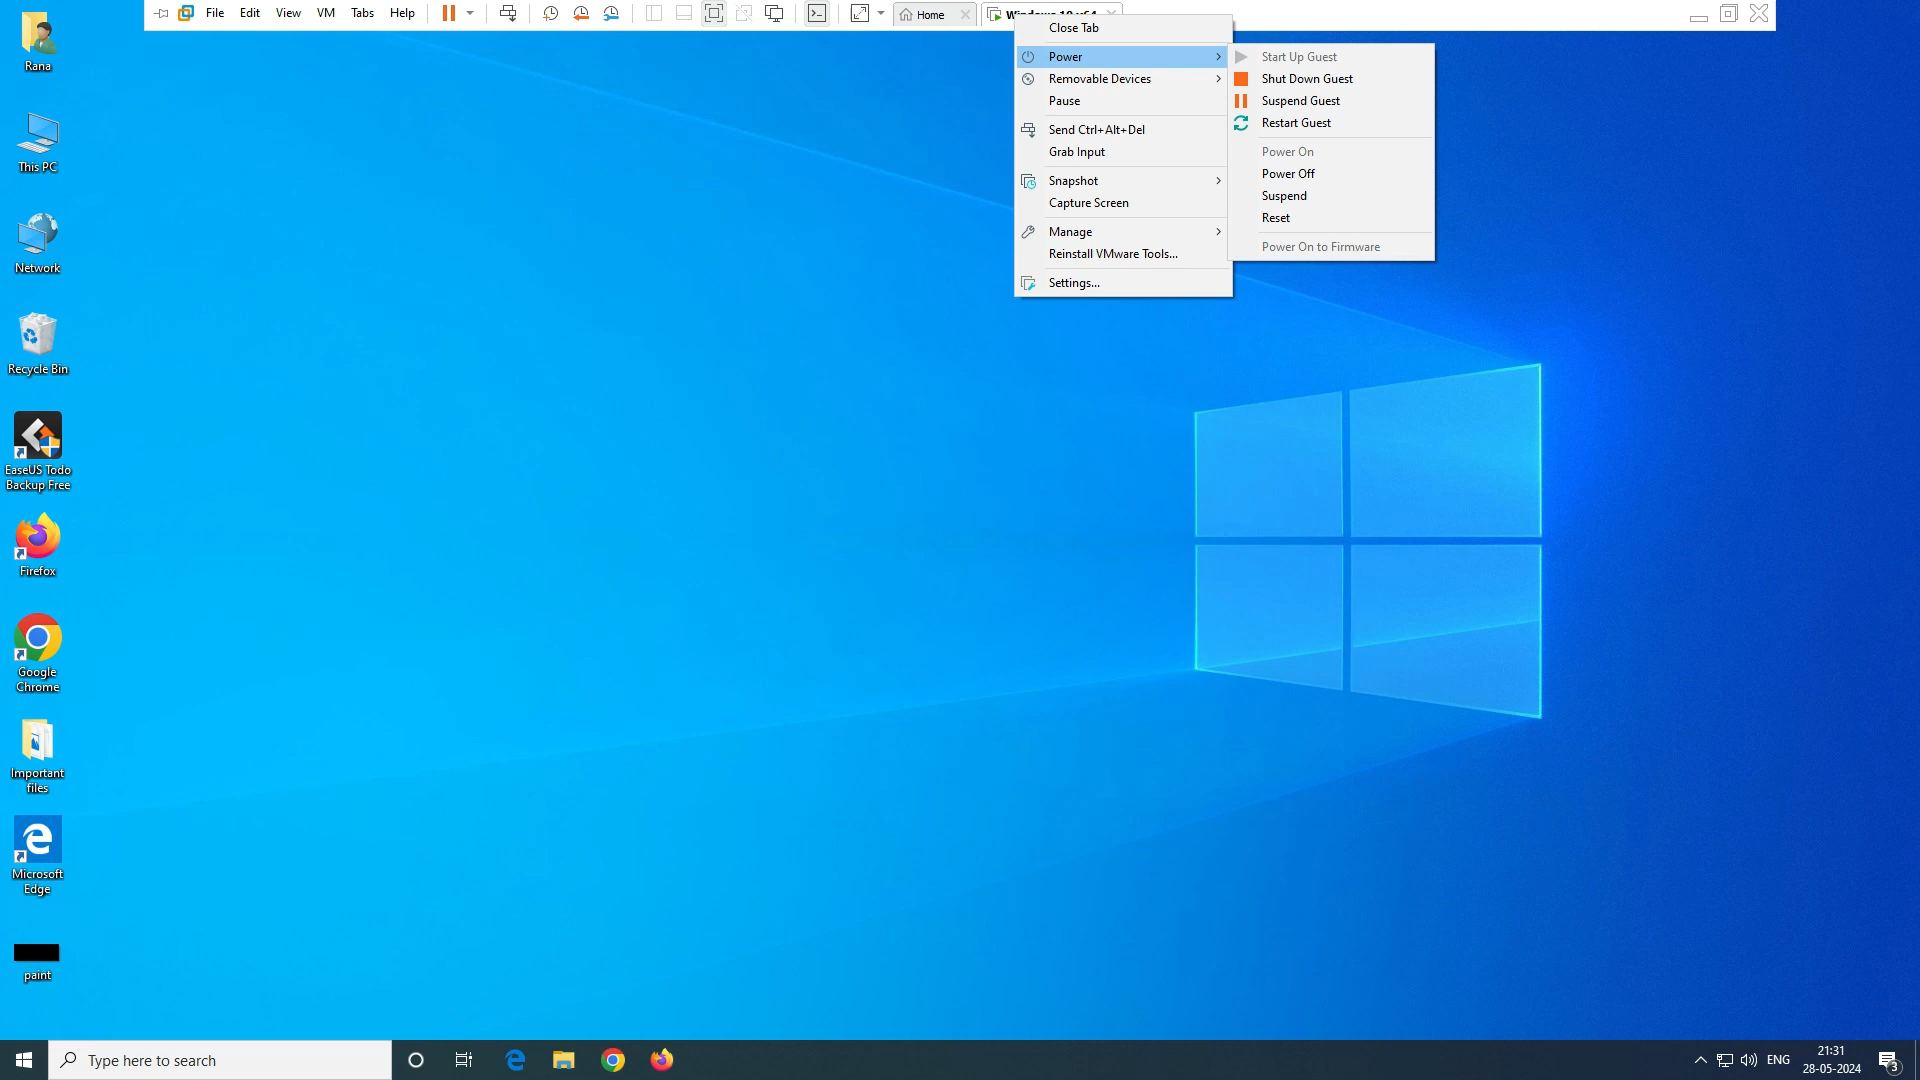 File Edit View VM Tabs Help
Home
Close Tab
Power
Removable Devices
Pause
Send Ctrl+Alt+Del
Grab Input
Snapshot
Capture Screen
Manage
Reinstall VMware Tools...
Settings...
Start Up Guest
Shut Down Guest
Suspend Guest
Restart Guest
Power On
Power Off
Suspend
Reset
Power On to Firmware
Rana
This PC
Network
Recycle Bin
EaseUS Todo
Backup Free
Firefox
Google
Chrome
Important
files
Microsoft
Edge
paint
Type here to search
ENG
21:31
28-05-2024
3